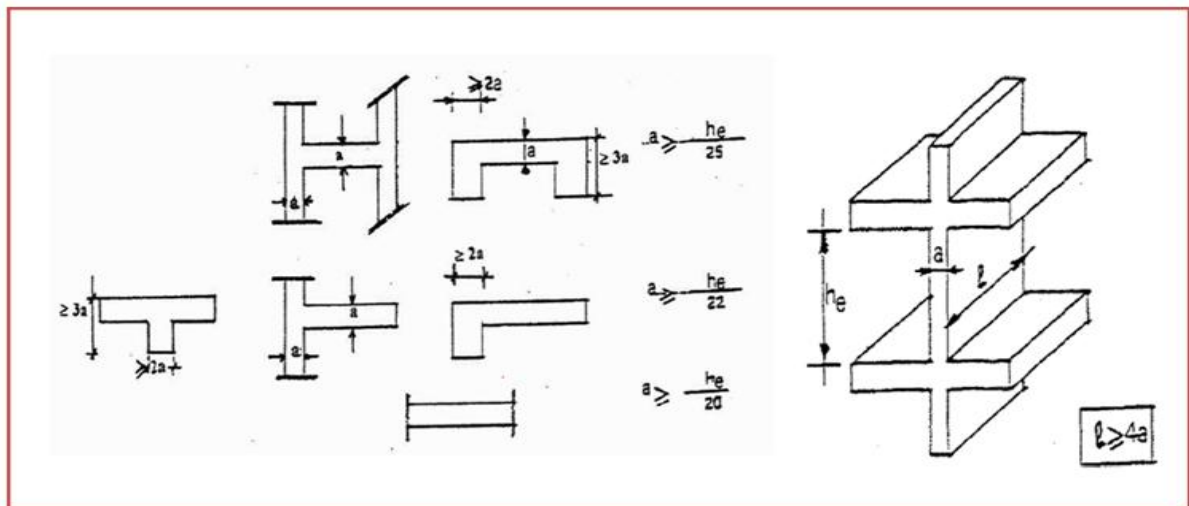 ≥2a
a
a
a
≥3a
a ≥ he/25
≥2a
≥3a
≥2a
a
a
a ≥ he/22
a ≥ he/20
he
a
l
l≥4a